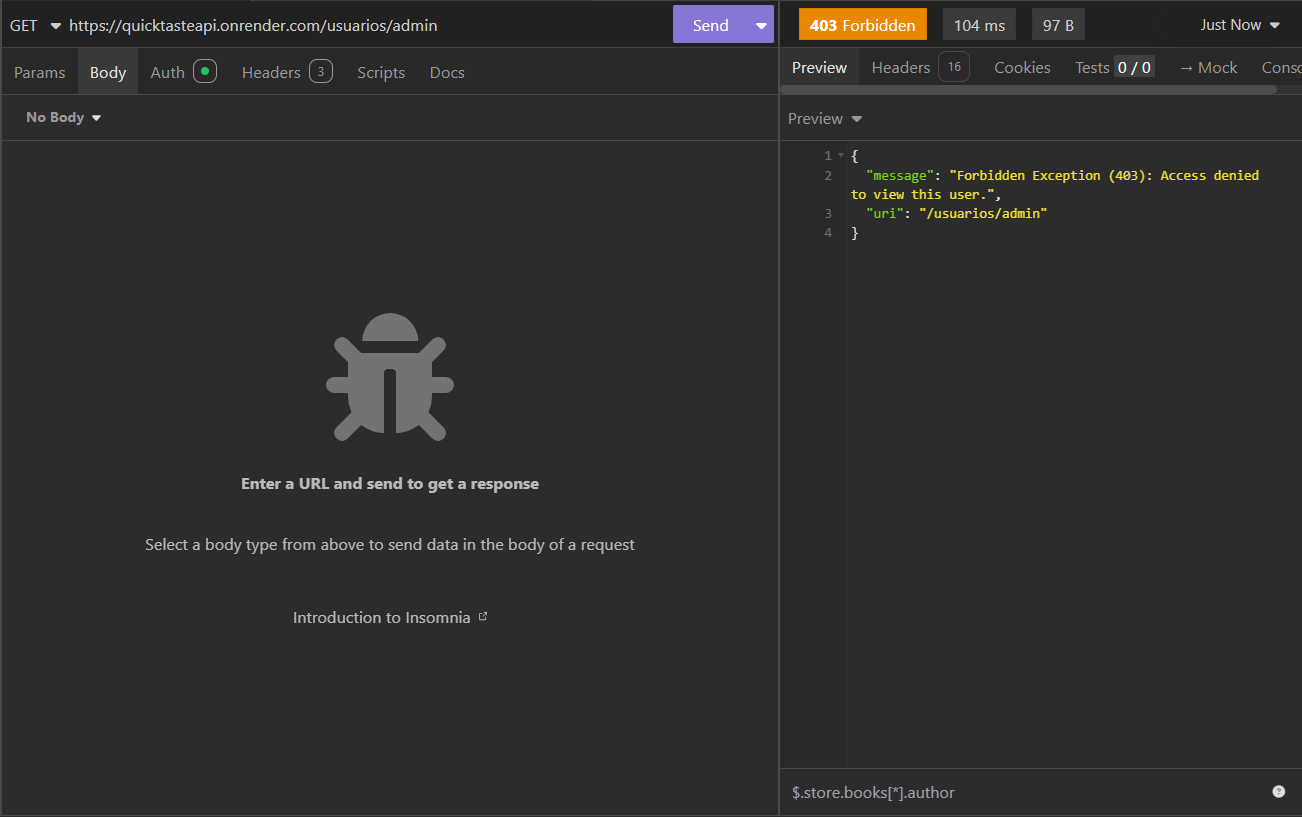 GET https://quicktasteapi.onrender.com/usuarios/admin Send
403 Forbidden 104 ms 97 B Just Now
Params Body Auth Headers 3 Scripts Docs
Preview Headers 16 Cookies Tests 0 / 0 → Mock Consc
No Body
Preview
1 {
2 "message": "Forbidden Exception (403): Access denied
to view this user.",
3 "uri": "/usuarios/admin"
4 }
Enter a URL and send to get a response
Select a body type from above to send data in the body of a request
Introduction to Insomnia
$.store.books[*].author ?